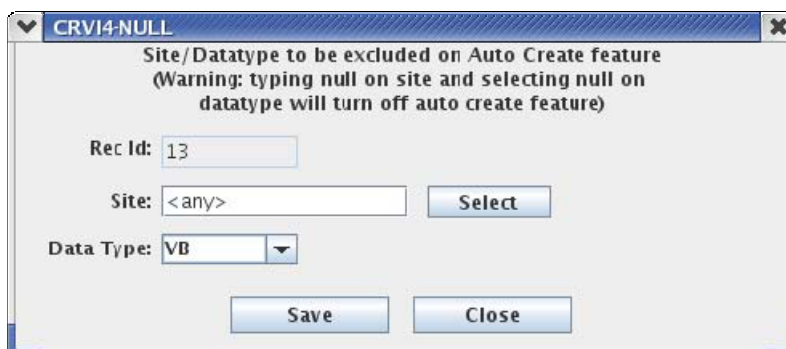 CRVI4-NULL
Site/Datatype to be excluded on Auto Create feature
(Warning: typing null on site and selecting null on
datatype will turn off auto create feature)
Rec Id: 13
Site: <any> Select
Data Type: VB
Save Close